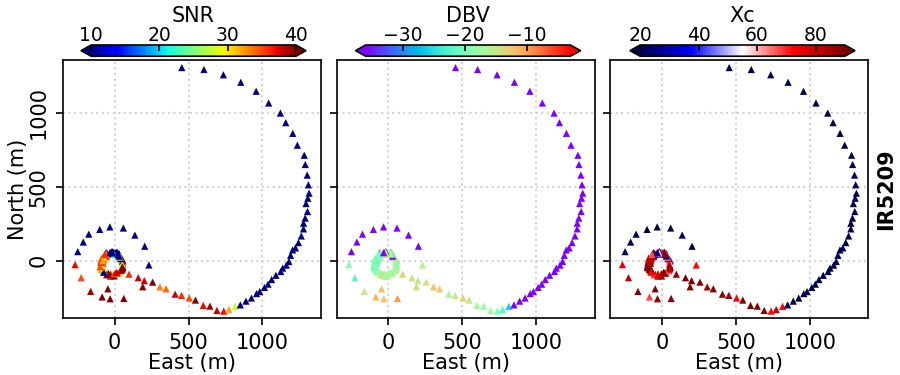 SNR DBV Xc
10 20 30 40 −30 −20 −10 20 40 60 80
North (m)
1000
500
0
IR5209
0 500 1000 0 500 1000 0 500 1000
East (m) East (m) East (m)